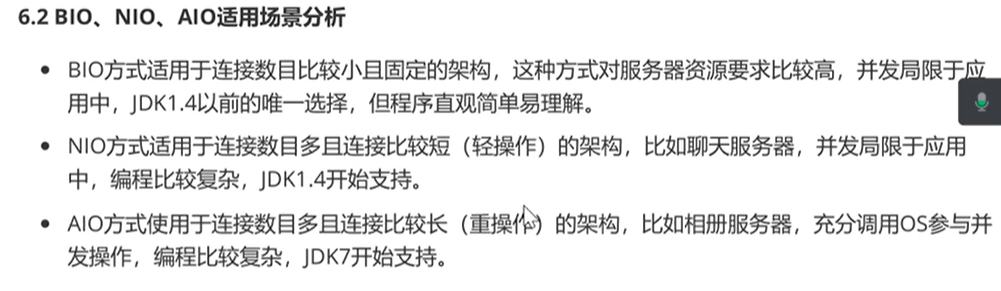 6.2 BIO、NIO、AIO适用场景分析
BIO方式适用于连接数目比较小且固定的架构，这种方式对服务器资源要求比较高，并发局限于应
用中，JDK1.4以前的唯一选择，但程序直观简单易理解。
NIO方式适用于连接数目多且连接比较短（轻操作）的架构，比如聊天服务器，并发局限于应用
中，编程比较复杂，JDK1.4开始支持。
AIO方式使用于连接数目多且连接比较长（重操作）的架构，比如相册服务器，充分调用OS参与并
发操作，编程比较复杂，JDK7开始支持。